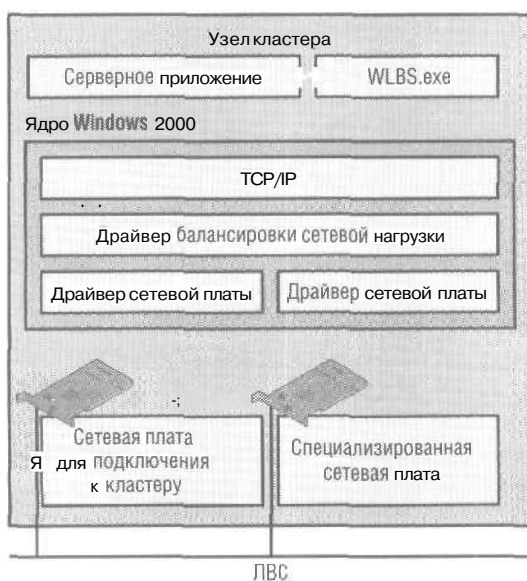 Узел кластера
Серверное приложение
WLBS.exe
Ядро Windows 2000
TCP/IP
Драйвер балансировки сетевой нагрузки
Драйвер сетевой платы
Драйвер сетевой платы
Сетевая плата
Я для подключения
к кластеру
Специализированная
сетевая плата
ЛВС